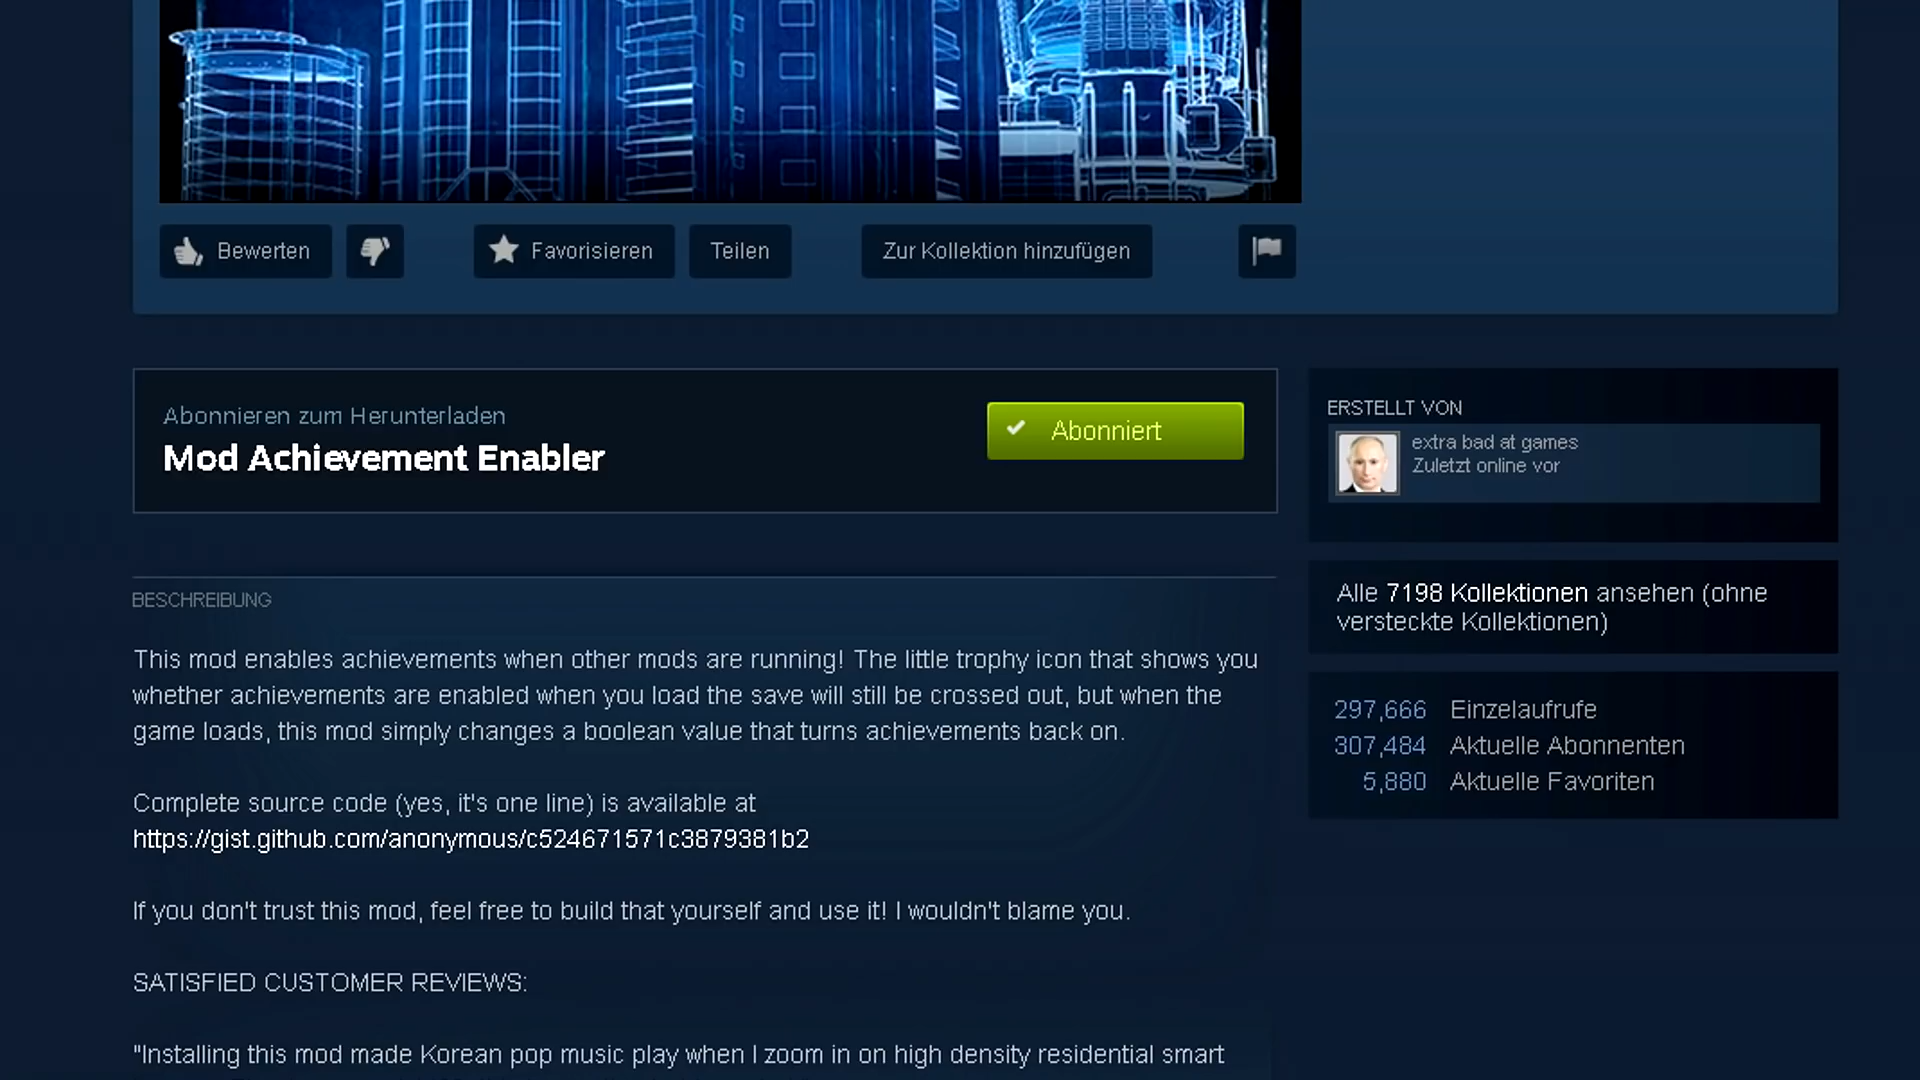 Bewerten
Favorisieren
Teilen
Zur Kollektion hinzufügen
Abonnieren zum Herunterladen
Mod Achievement Enabler
Abonniert
BESCHREIBUNG
This mod enables achievements when other mods are running! The little trophy icon that shows you
whether achievements are enabled when you load the save will still be crossed out, but when the
game loads, this mod simply changes a boolean value that turns achievements back on.
Complete source code (yes, it's one line) is available at
https://gist.github.com/anonymous/c524671571c3879381b2
If you don't trust this mod, feel free to build that yourself and use it! I wouldn't blame you.
SATISFIED CUSTOMER REVIEWS:
"Installing this mod made Korean pop music play when I zoom in on high density residential smart
ERSTELLT VON
extra bad at games
Zuletzt online vor
Alle 7198 Kollektionen ansehen (ohne
versteckte Kollektionen)
297,666 Einzelaufrufe
307,484 Aktuelle Abonnenten
5,880 Aktuelle Favoriten